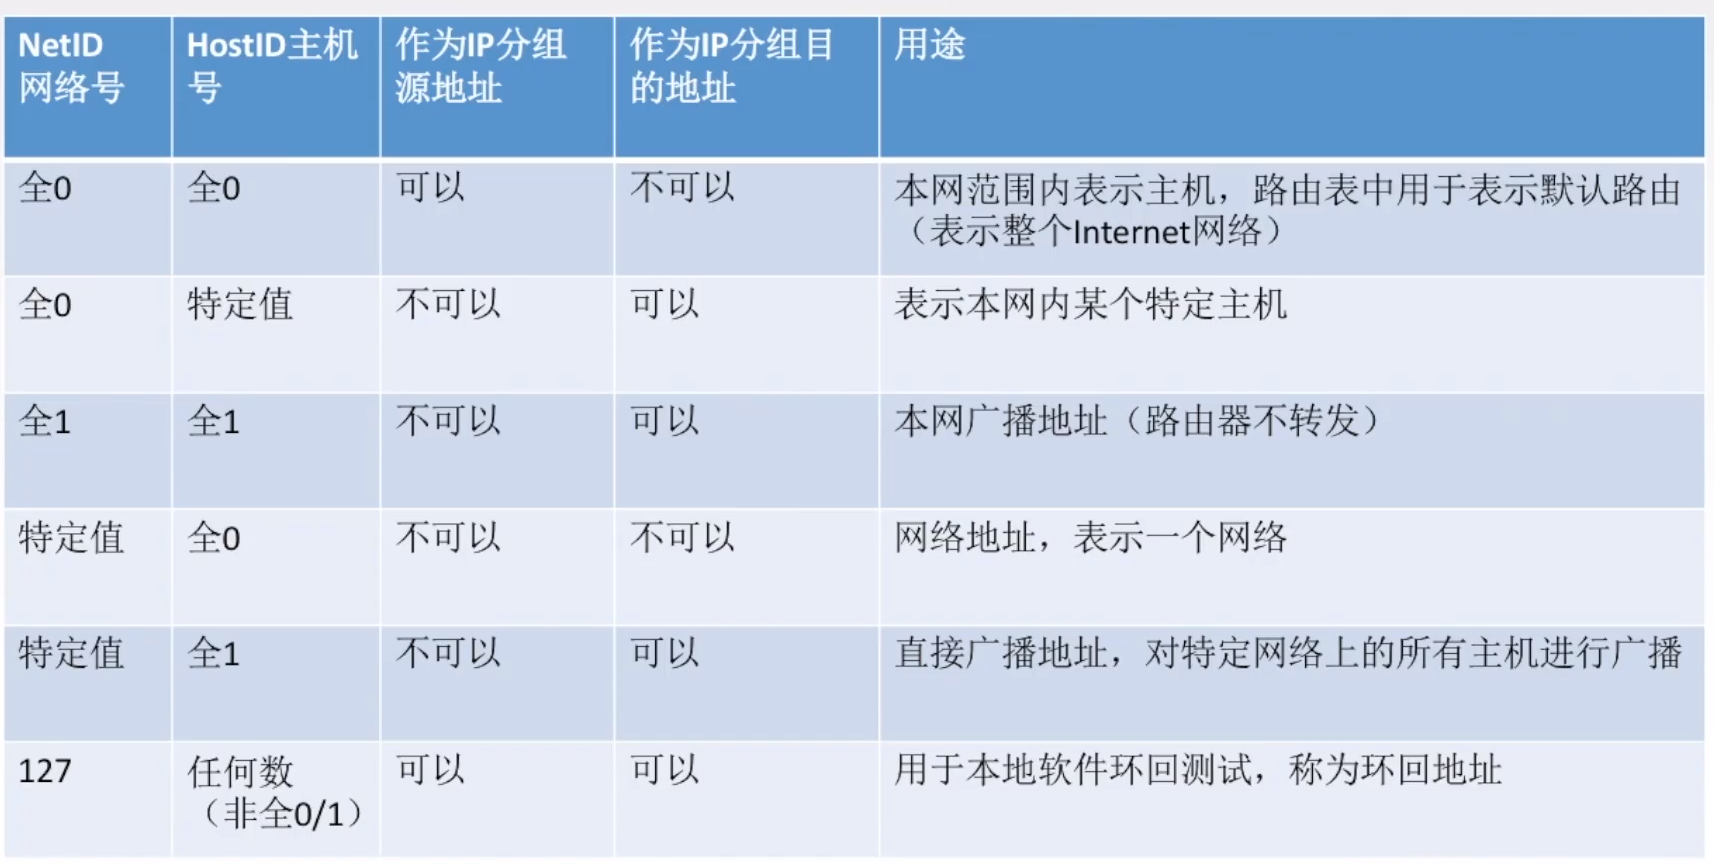 NetID
网络号
HostID主机
号
作为IP分组
源地址
作为IP分组目
的地址
用途
全0
全0
可以
不可以
本网范围内表示主机，路由表中用于表示默认路由
（表示整个Internet网络）
全0
特定值
不可以
可以
表示本网内某个特定主机
全1
全1
不可以
可以
本网广播地址（路由器不转发）
特定值
全0
不可以
不可以
网络地址，表示一个网络
特定值
全1
不可以
可以
直接广播地址，对特定网络上的所有主机进行广播
127
任何数
（非全0/1）
可以
可以
用于本地软件环回测试，称为环回地址